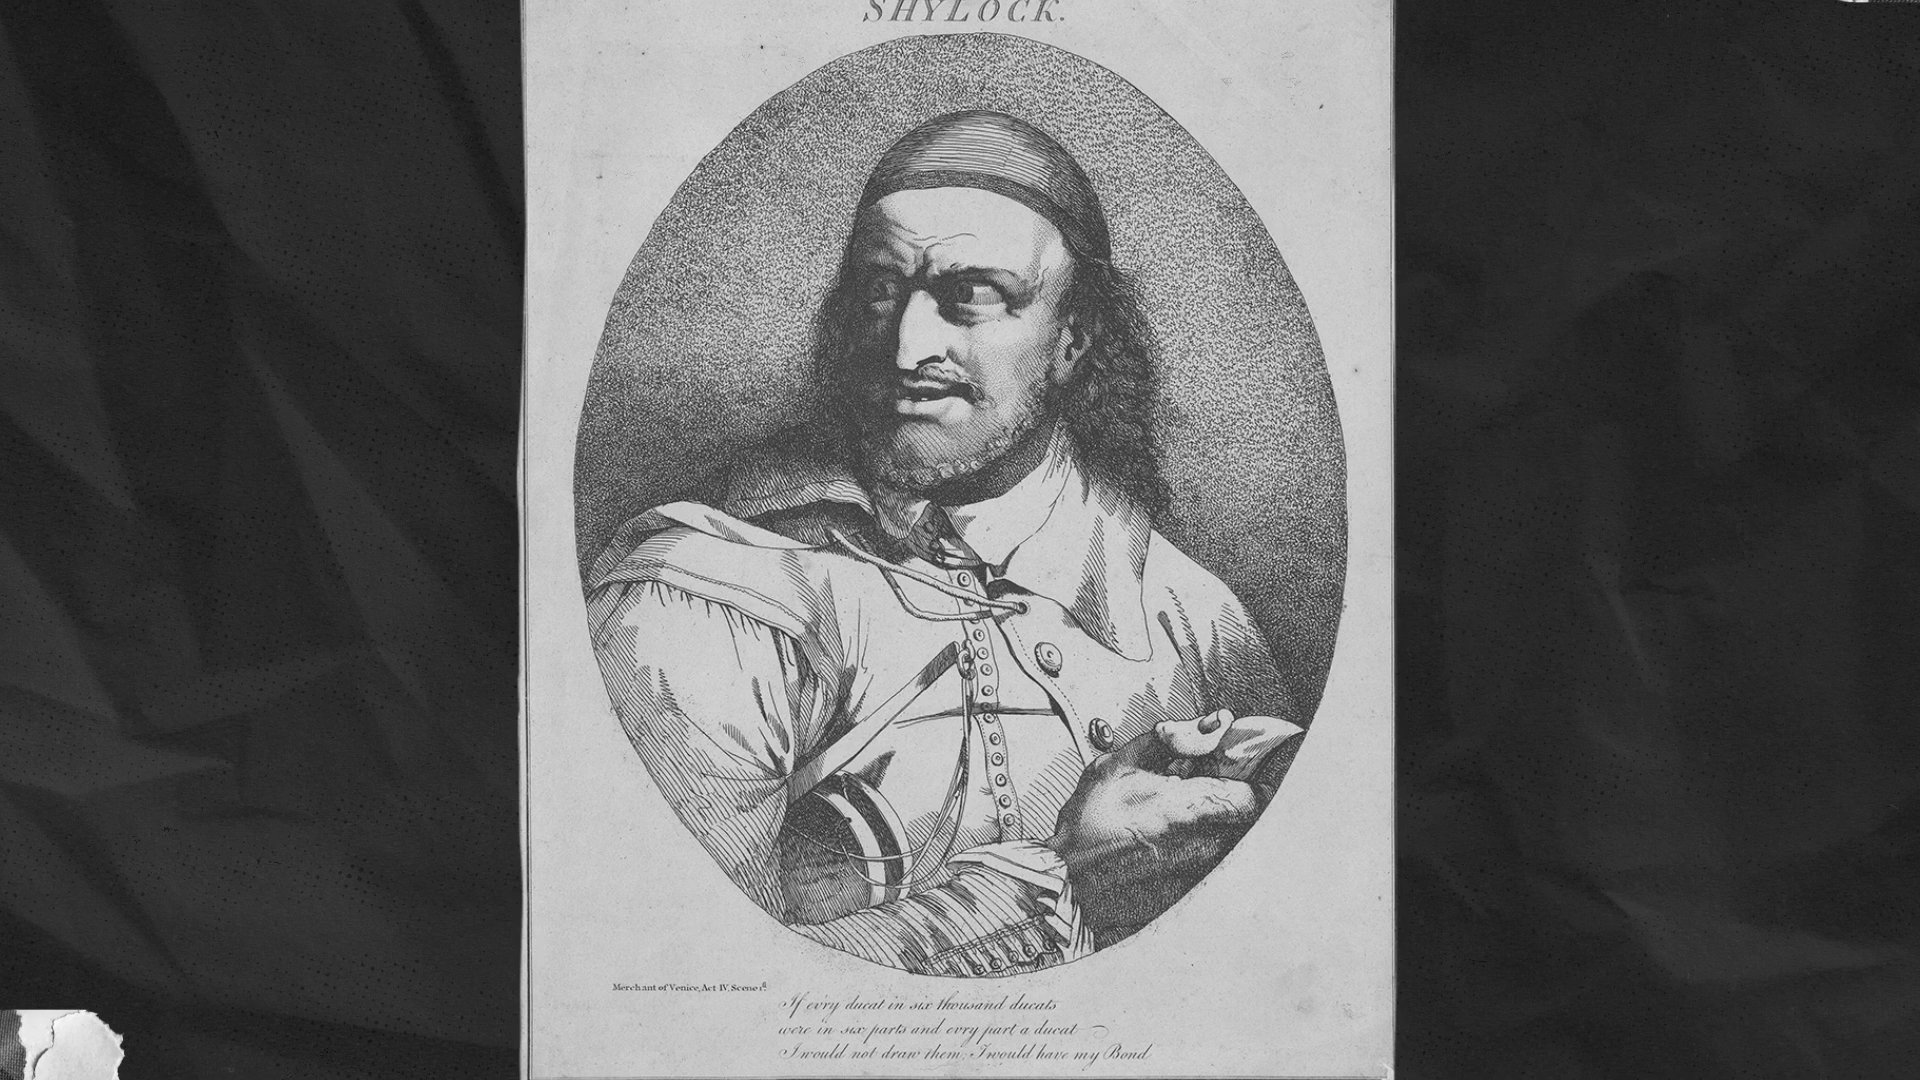 SHYLOCK.
Merchant of Venice, Act IV. Scene 1st.
If evry ducat in six thousand ducats
were in six parts and evry part a ducat
I would not draw them, I would have my Bond